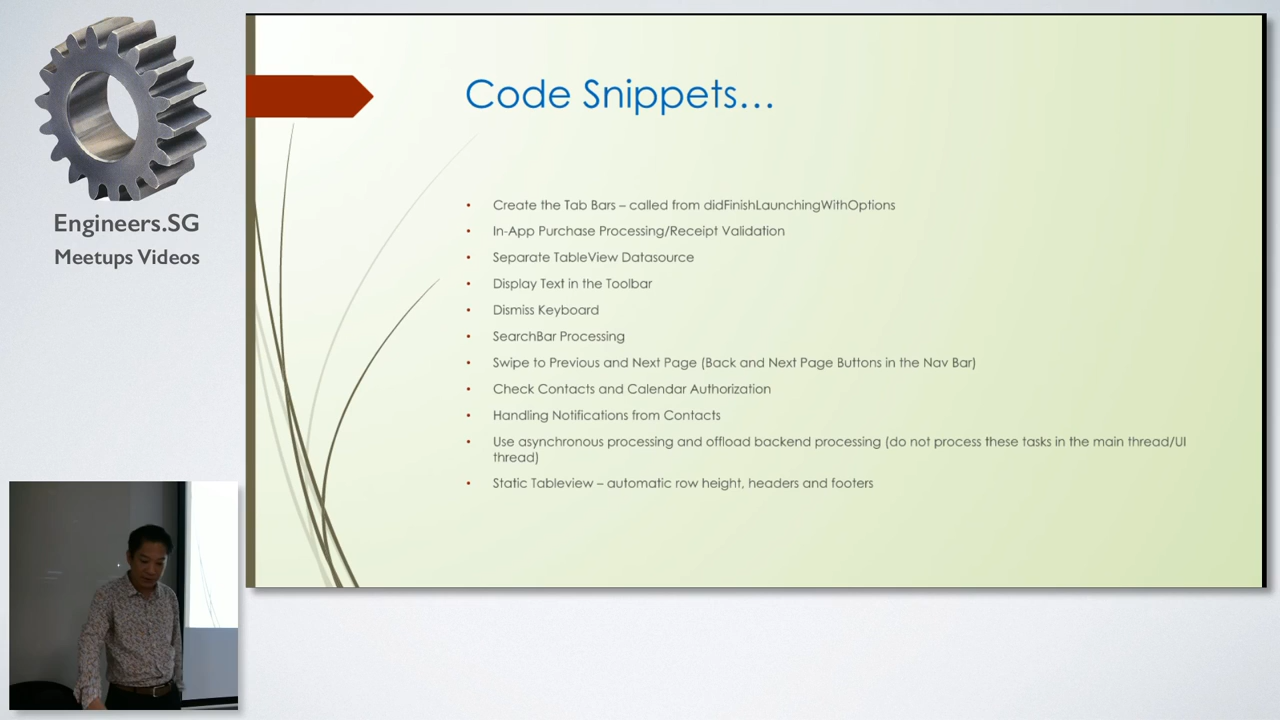 Engineers.SG
Meetups Videos
Code Snippets...
• Create the Tab Bars – called from didFinishLaunchingWithOptions
• In-App Purchase Processing/Receipt Validation
• Separate TableView Datasource
• Display Text in the Toolbar
• Dismiss Keyboard
• SearchBar Processing
• Swipe to Previous and Next Page (Back and Next Page Buttons in the Nav Bar)
• Check Contacts and Calendar Authorization
• Handling Notifications from Contacts
• Use asynchronous processing and offload backend processing (do not process these tasks in the main thread/UI
thread)
• Static Tableview – automatic row height, headers and footers